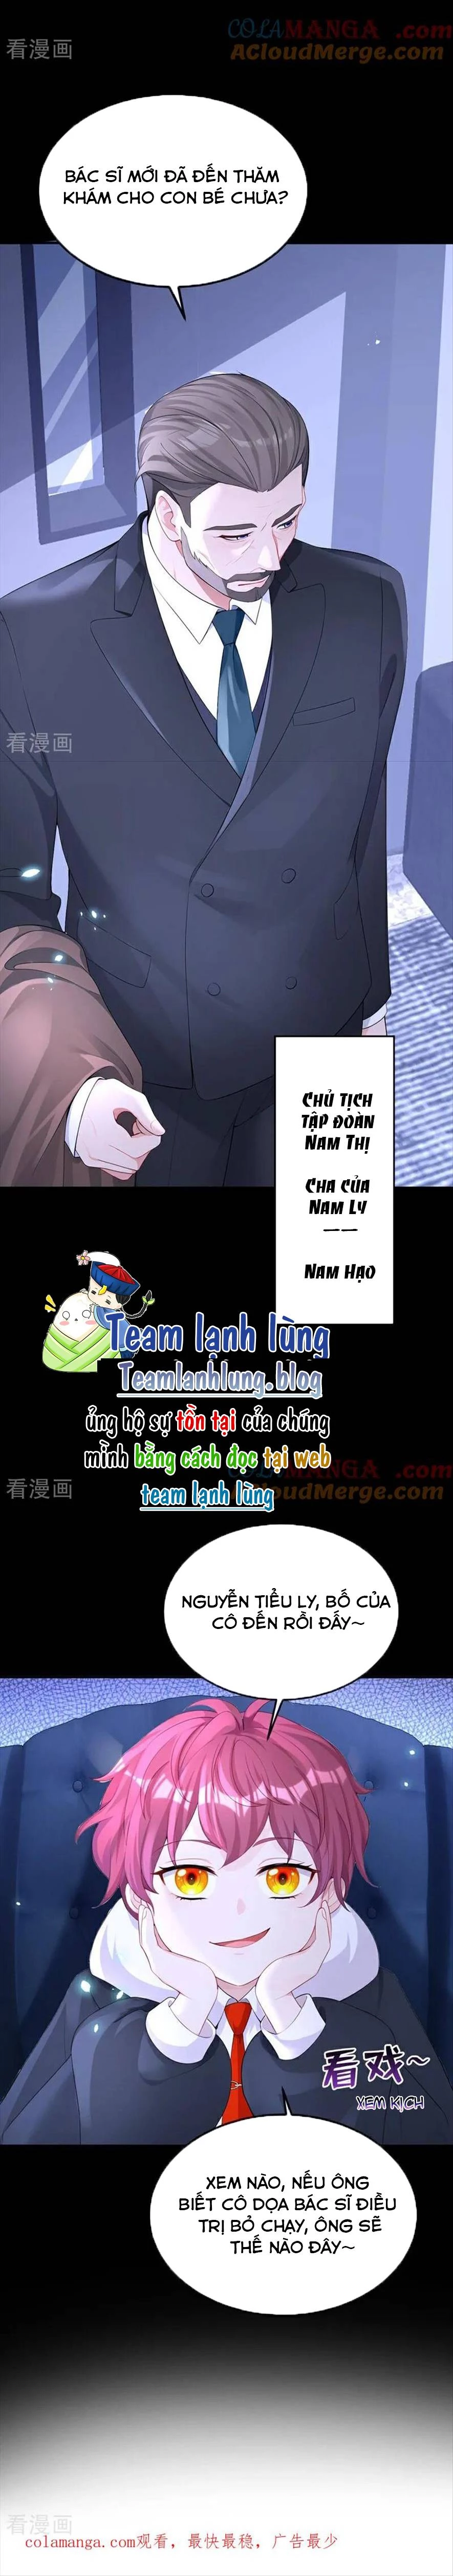 COLAMANGA.com
看漫画
ACloudMerge.com
BÁC SĨ MỚI ĐÃ ĐẾN THĂM
KHÁM CHO CON BÉ CHƯA?
看漫画
CHỦ TỊCH
TẬP ĐOÀN
NAM THỊ
CHA CỦA
NAM LY
——
NAM HẠO
Team lạnh lùng
Teamlanhlung.blog
ủng hộ sự tồn tại của chúng
mình bằng cách đọc tại web
team lạnh lùng
COLAMANGA.com
看漫画
ACloudMerge.com
NGUYỄN TIỂU LY, BỐ CỦA
CÔ ĐẾN RỒI ĐẤY~
看戏~
XEM KỊCH
XEM NÀO, NẾU ÔNG
BIẾT CÔ DỌA BÁC SĨ ĐIỀU
TRỊ BỎ CHẠY, ÔNG SẼ
THẾ NÀO ĐÂY~
看漫画
colamanga.com观看，最快最稳，广告最少